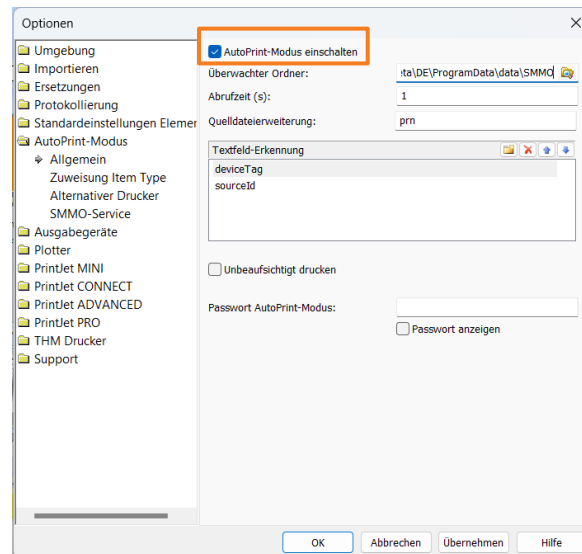 Optionen
Umgebung
Importieren
Ersetzungen
Protokollierung
Standardeinstellungen Elemen
AutoPrint-Modus
Allgemein
Zuweisung Item Type
Alternativer Drucker
SMMO-Service
Ausgabegeräte
Plotter
PrintJet MINI
PrintJet CONNECT
PrintJet ADVANCED
PrintJet PRO
THM Drucker
Support
AutoPrint-Modus einschalten
Überwachter Ordner: :ta\DE\ProgramData\data\SMMO
Abrufzeit (s): 1
Quelldateierweiterung: prn
Textfeld-Erkennung
deviceTag
sourceId
Unbeaufsichtigt drucken
Passwort AutoPrint-Modus:
Passwort anzeigen
OK Abbrechen Übernehmen Hilfe